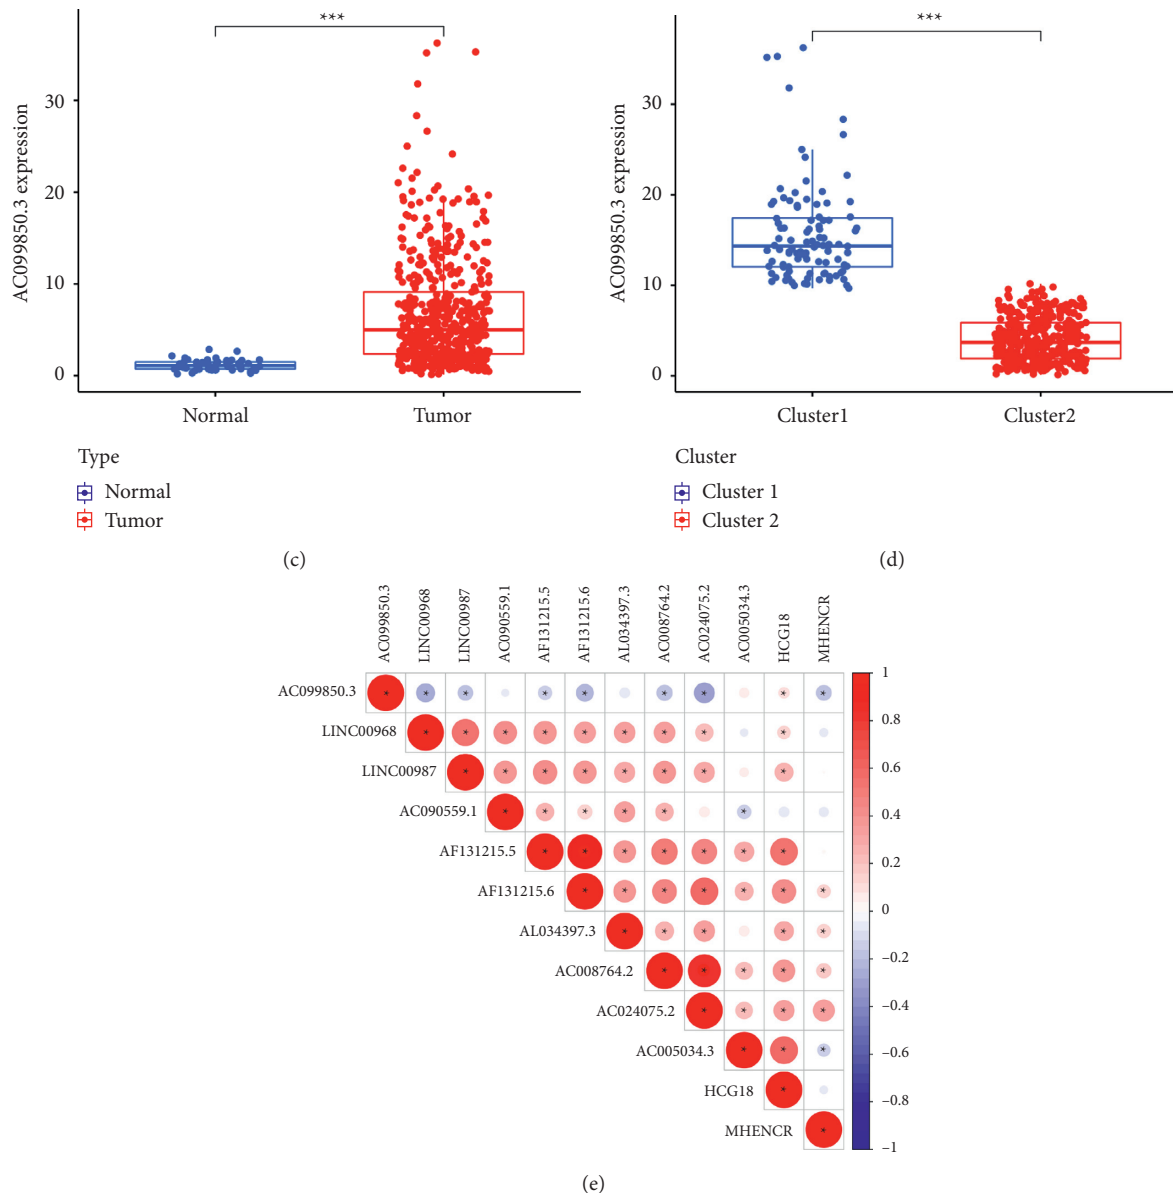 ***
AC099850.3 expression
30
20
10
0
Normal
Tumor
Type
Normal
Tumor
(c)
***
AC099850.3 expression
30
20
10
0
Cluster1
Cluster2
Cluster
Cluster 1
Cluster 2
(d)
AC099850.3
LINC00968
LINC00987
AC090559.1
AF131215.5
AF131215.6
AL034397.3
AC008764.2
AC024075.2
AC005034.3
HCG18
MHENCR
AC099850.3
LINC00968
LINC00987
AC090559.1
AF131215.5
AF131215.6
AL034397.3
AC008764.2
AC024075.2
AC005034.3
HCG18
MHENCR
1
0.8
0.6
0.4
0.2
0
−0.2
−0.4
−0.6
−0.8
−1
(e)